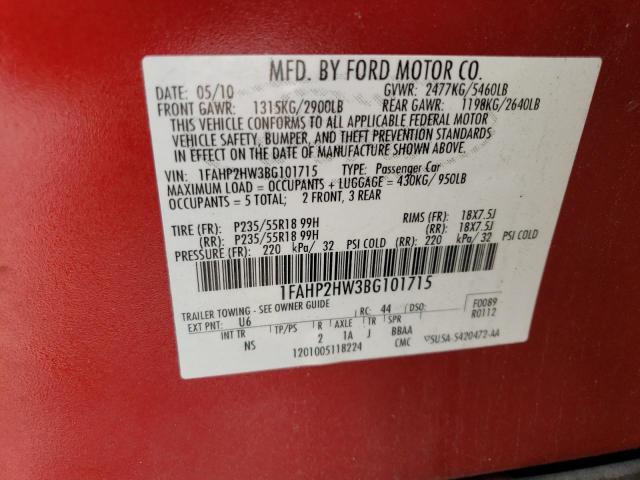 MFD. BY FORD MOTOR CO.
DATE: 05/10 GVWR: 2477KG/5460LB
FRONT GAWR: 1315KG/2900LB REAR GAWR: 1198KG/2640LB
THIS VEHICLE CONFORMS TO ALL APPLICABLE FEDERAL MOTOR
VEHICLE SAFETY, BUMPER, AND THEFT PREVENTION STANDARDS
IN EFFECT ON THE DATE OF MANUFACTURE SHOWN ABOVE.
VIN: 1FAHP2HW3BG101715 TYPE: Passenger Car
MAXIMUM LOAD = OCCUPANTS + LUGGAGE = 430KG/ 950LB
OCCUPANTS = 5 TOTAL; 2 FRONT, 3 REAR
TIRE (FR): P235/55R18 99H RIMS (FR): 18X7.5J
(RR): P235/55R18 99H (RR): 18X7.5J
PRESSURE (FR): 220 kPa/ 32 PSI COLD (RR): 220 kPa/ 32 PSI COLD
1FAHP2HW3BG101715
TRAILER TOWING - SEE OWNER GUIDE
EXT PNT: U6 RC: 44 DSO: F0089
R0112
INT TR TP/PS R AXLE TR SPR
NS 2 1A J BBAA
1201005118224 CMC ▽5U5A-5420472-AA